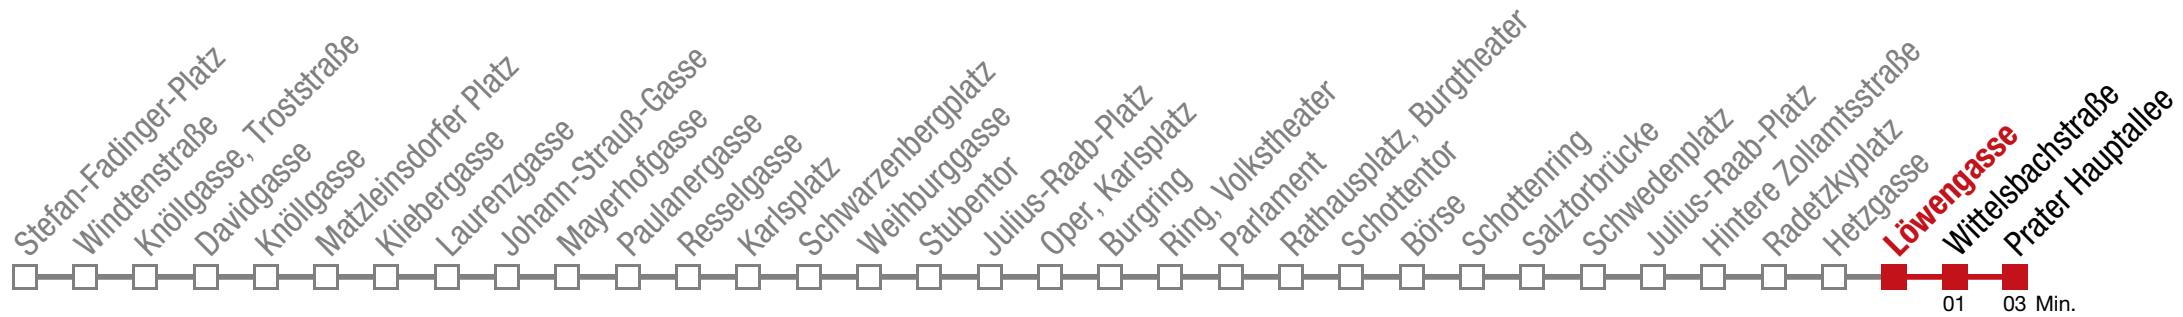 Stefan-Fadinger-Platz
Windtenstraße
Knöllgasse, Troststraße
Davidgasse
Knöllgasse
Matzleinsdorfer Platz
Kliebergasse
Laurenzgasse
Johann-Strauß-Gasse
Mayerhofgasse
Paulanergasse
Resselgasse
Karlsplatz
Schwarzenbergplatz
Weihburggasse
Stubentor
Julius-Raab-Platz
Oper, Karlsplatz
Burgring
Ring, Volkstheater
Parlament
Rathausplatz, Burgtheater
Schottentor
Börse
Schottenring
Salztorbrücke
Schwedenplatz
Julius-Raab-Platz
Hintere Zollamtsstraße
Radetzkyplatz
Hetzgasse
Löwengasse
Wittelsbachstraße
Prater Hauptallee
01 03 Min.